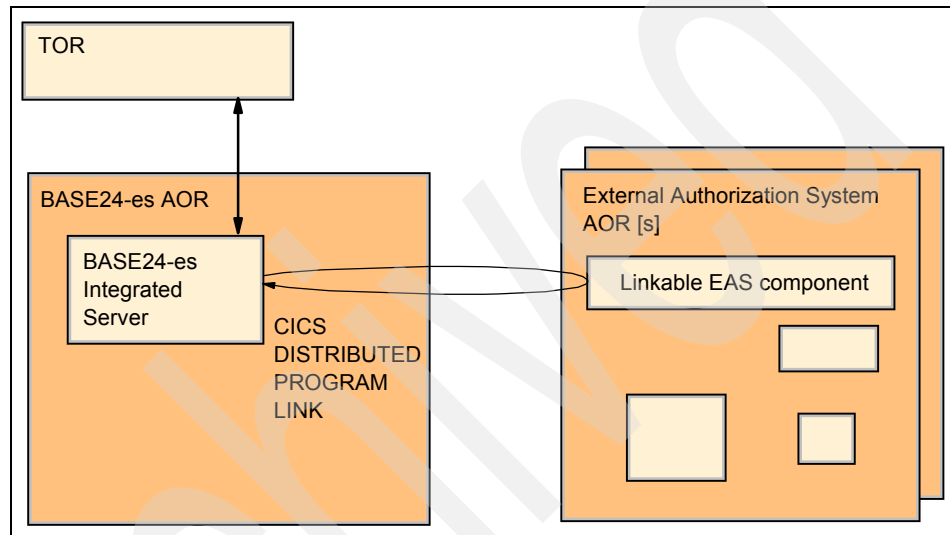 TOR
BASE24-es AOR
BASE24-es
Integrated
Server
CICS
DISTRIBUTED
PROGRAM
LINK
External Authorization System
AOR [s]
Linkable EAS component